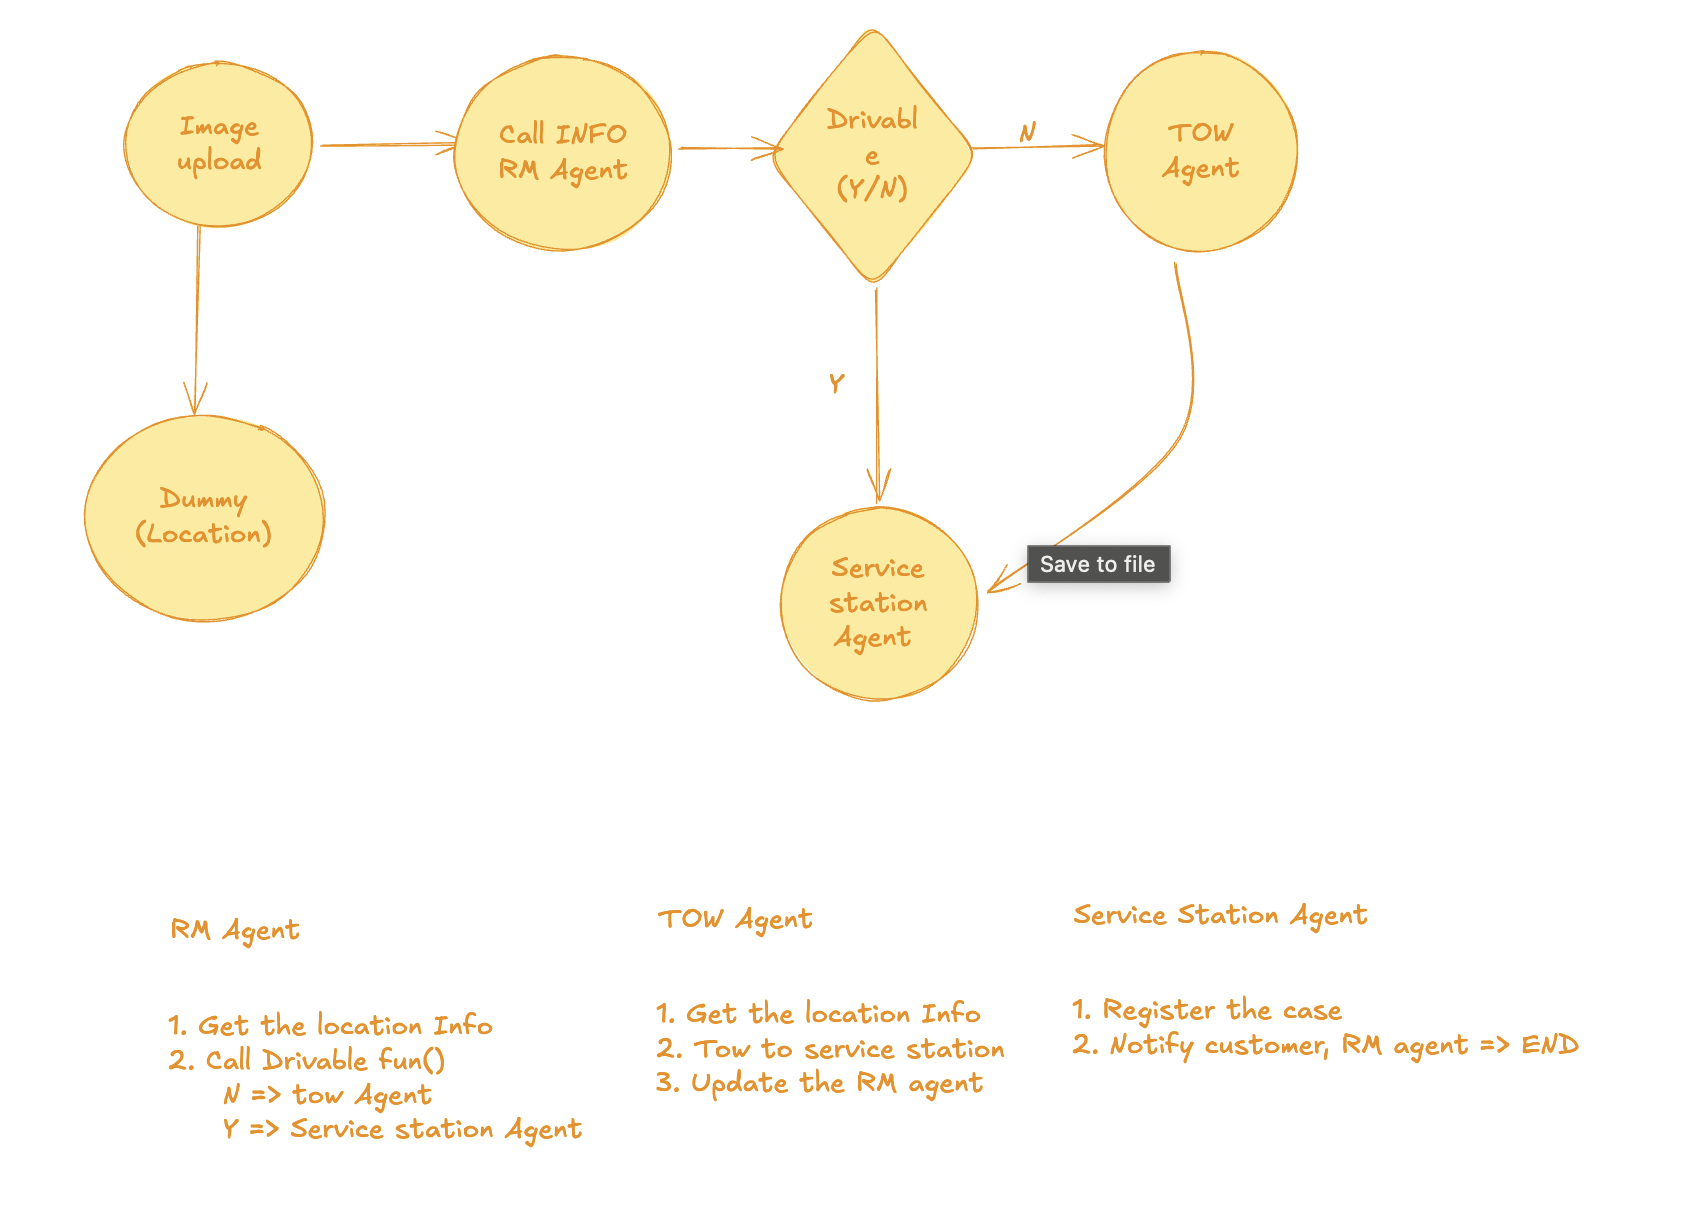 Image
upload
Call INFO
RM Agent
Drivabl
e
(Y/N)
N
TOW
Agent
Y
Dummy
(Location)
Service
station
Agent
Save to file
RM Agent
1. Get the location Info
2. Call Drivable fun()
N => tow Agent
Y => Service station Agent
TOW Agent
1. Get the location Info
2. Tow to service station
3. Update the RM agent
Service Station Agent
1. Register the case
2. Notify customer, RM agent => END